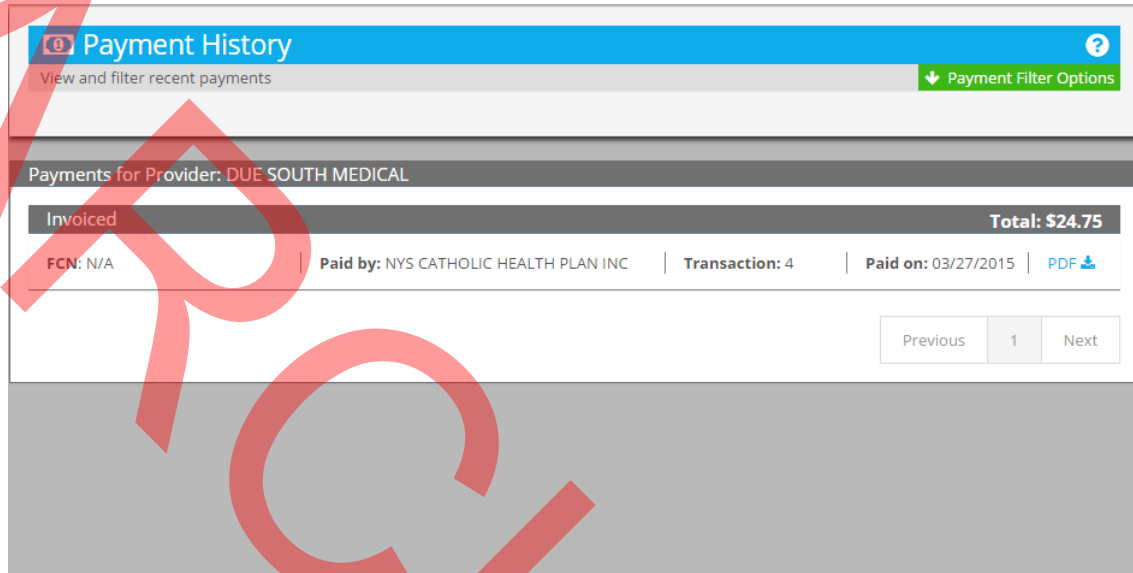 Payment History
View and filter recent payments
Payment Filter Options
Payments for Provider: DUE SOUTH MEDICAL
Invoiced Total: $24.75
FCN: N/A Paid by: NYS CATHOLIC HEALTH PLAN INC Transaction: 4 Paid on: 03/27/2015 PDF
Previous 1 Next